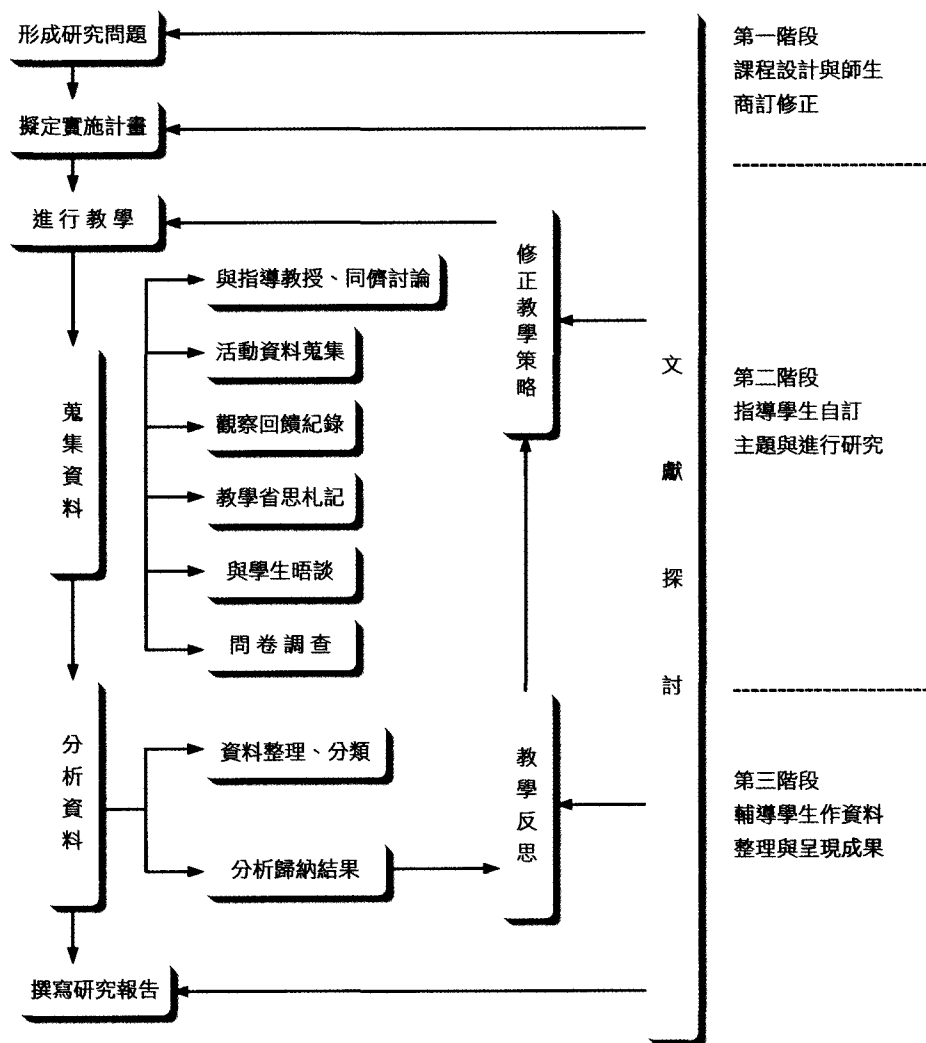 形成研究問題
擬定實施計畫
進行教學
蒐集資料
與指導教授、同儕討論
活動資料蒐集
觀察回饋紀錄
教學省思札記
與學生晤談
問卷調查
分析資料
資料整理、分類
分析歸納結果
撰寫研究報告
修正教學策略
教學反思
文獻探討
第一階段
課程設計與師生
商訂修正
第二階段
指導學生自訂
主題與進行研究
第三階段
輔導學生作資料
整理與呈現成果